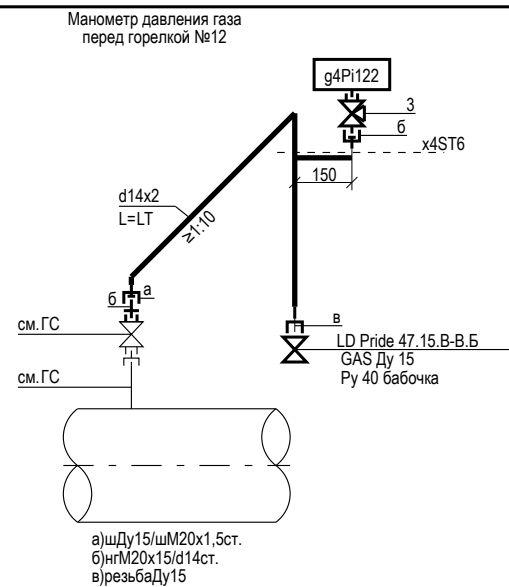 Манометр давления газа
перед горелкой №12
g4Pi122
3
б
x4ST6
150
d14x2
L=LT
≥1:10
а
б
в
см.ГС
LD Pride 47.15.В-В.Б
GAS Ду 15
Ру 40 бабочка
см.ГС
а)шДу15/шМ20х1,5ст.
б)нгМ20х15/d14ст.
в)резьбаДу15